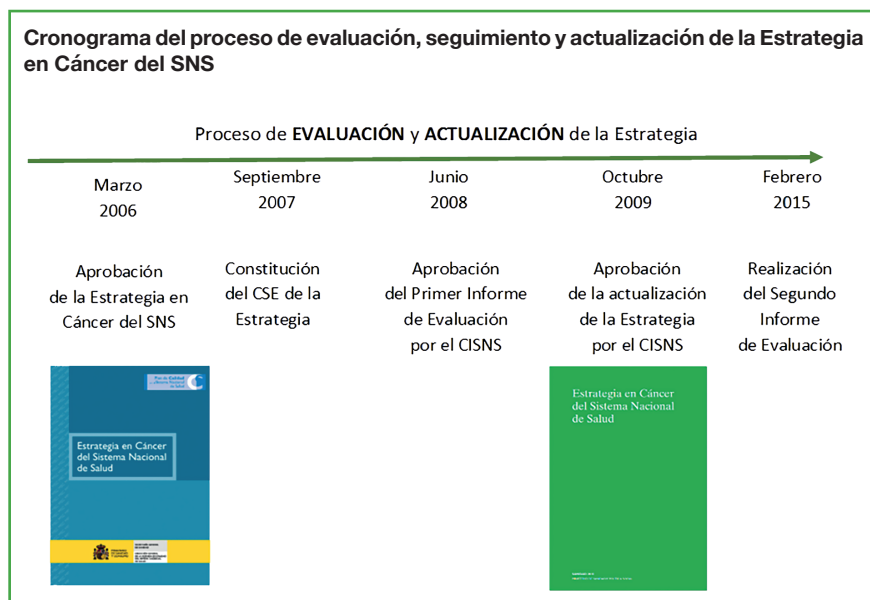 Cronograma del proceso de evaluación, seguimiento y actualización de la Estrategia
en Cáncer del SNS
Proceso de EVALUACIÓN y ACTUALIZACIÓN de la Estrategia
Marzo
2006
Septiembre
2007
Junio
2008
Octubre
2009
Febrero
2015
Aprobación
de la Estrategia en
Cáncer del SNS
Constitución
del CSE de la
Estrategia
Aprobación
del Primer Informe
de Evaluación
por el CISNS
Aprobación
de la actualización
de la Estrategia
por el CISNS
Realización
del Segundo
Informe
de Evaluación
Plan de Calidad
Estrategia en Cáncer
del Sistema Nacional
de Salud
Estrategia en Cáncer
del Sistema Nacional
de Salud